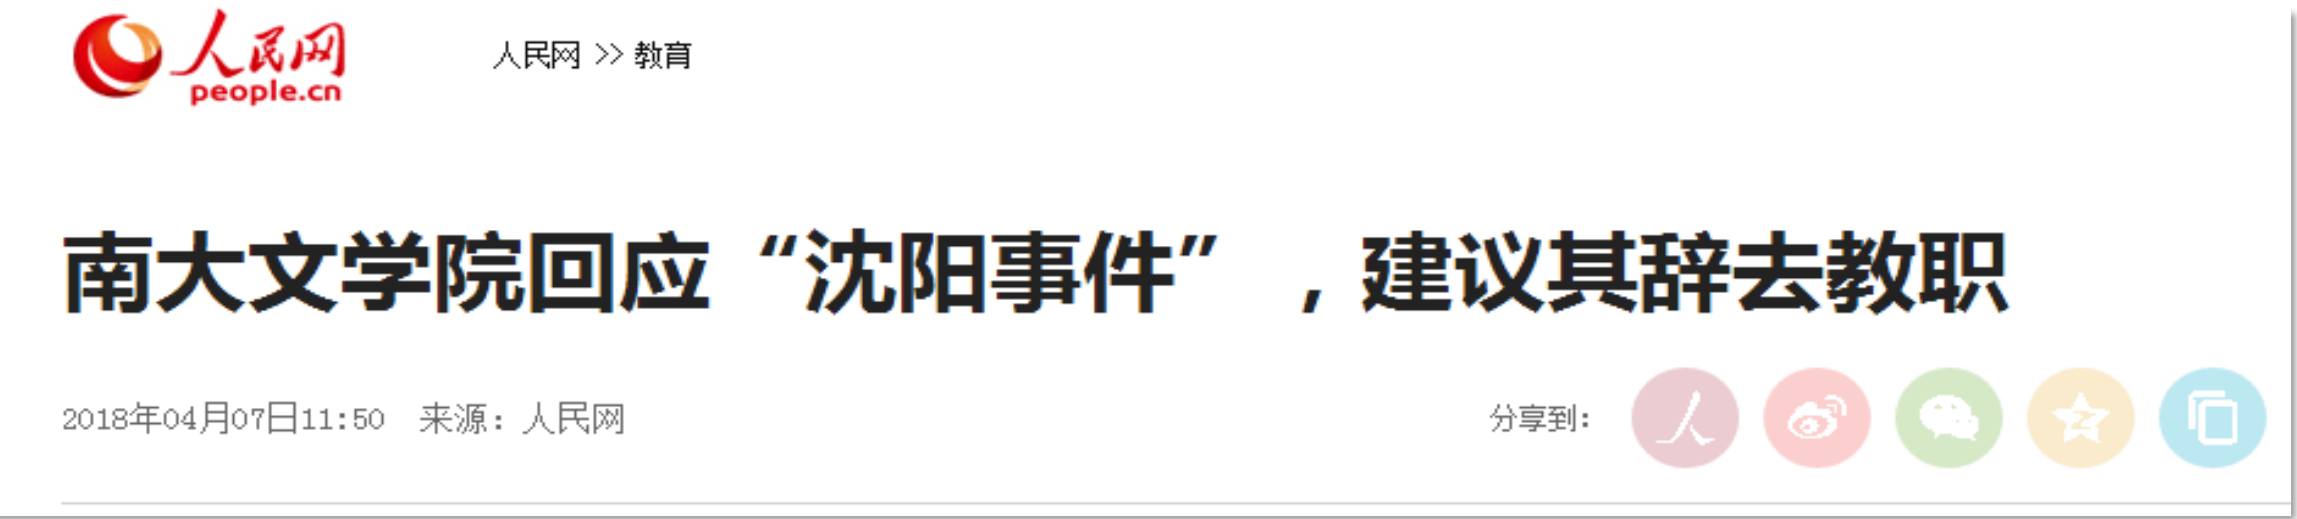 人民网
people.cn
人民网 >> 教育
南大文学院回应“沈阳事件”，建议其辞去教职
2018年04月07日11:50 来源：人民网
分享到：
人